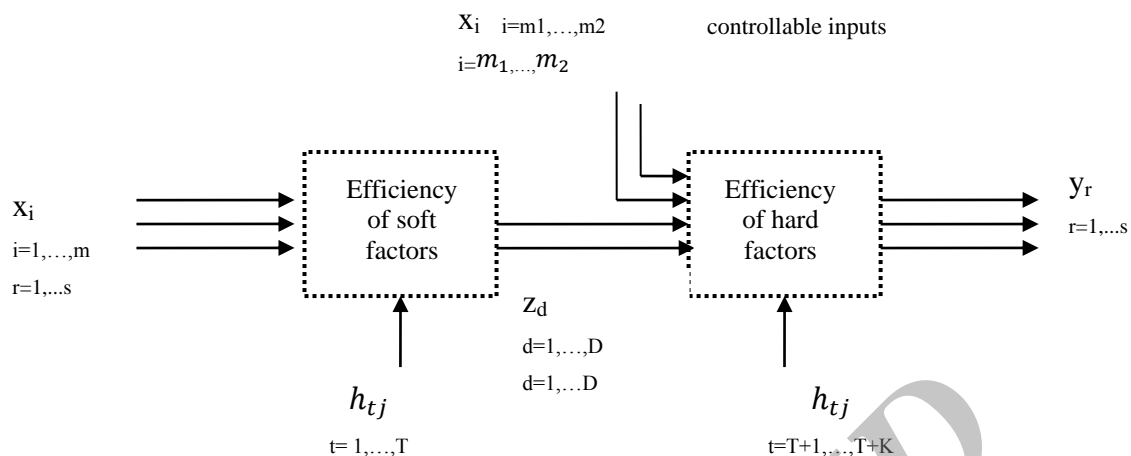 xi i=m1,…,m2 controllable inputs
i=m1,…,m2
Efficiency
of soft
factors
Efficiency
of hard
factors
xi
i=1,…,m
r=1,...s
yr
r=1,...s
zd
d=1,…,D
d=1,…D
htj
t= 1,…,T
htj
t=T+1,…,T+K